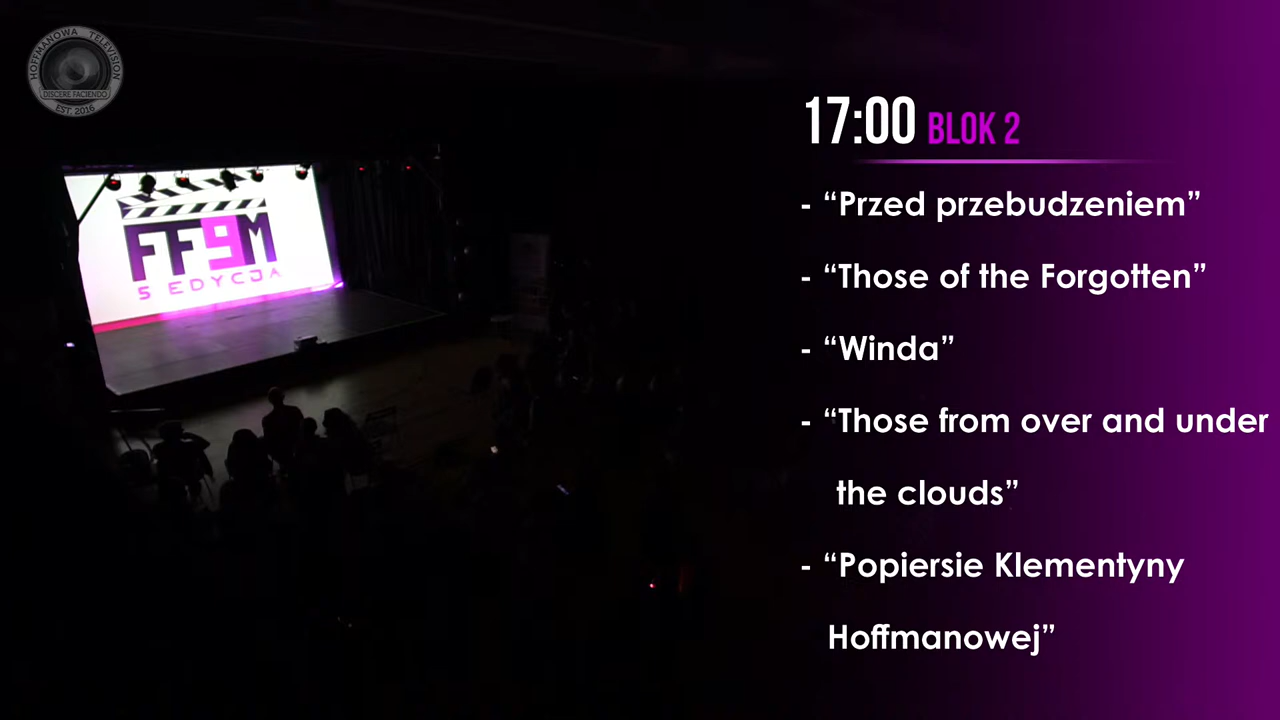 HOFFMANOWA TELEVISION
DISCERE FACIENDO
EST. 2016
FF9M
5 EDYCJA
17:00 BLOK 2
- “Przed przebudzeniem”
- “Those of the Forgotten”
- “Winda”
- “Those from over and under
the clouds”
- “Popiersie Klementyny
Hoffmanowej”